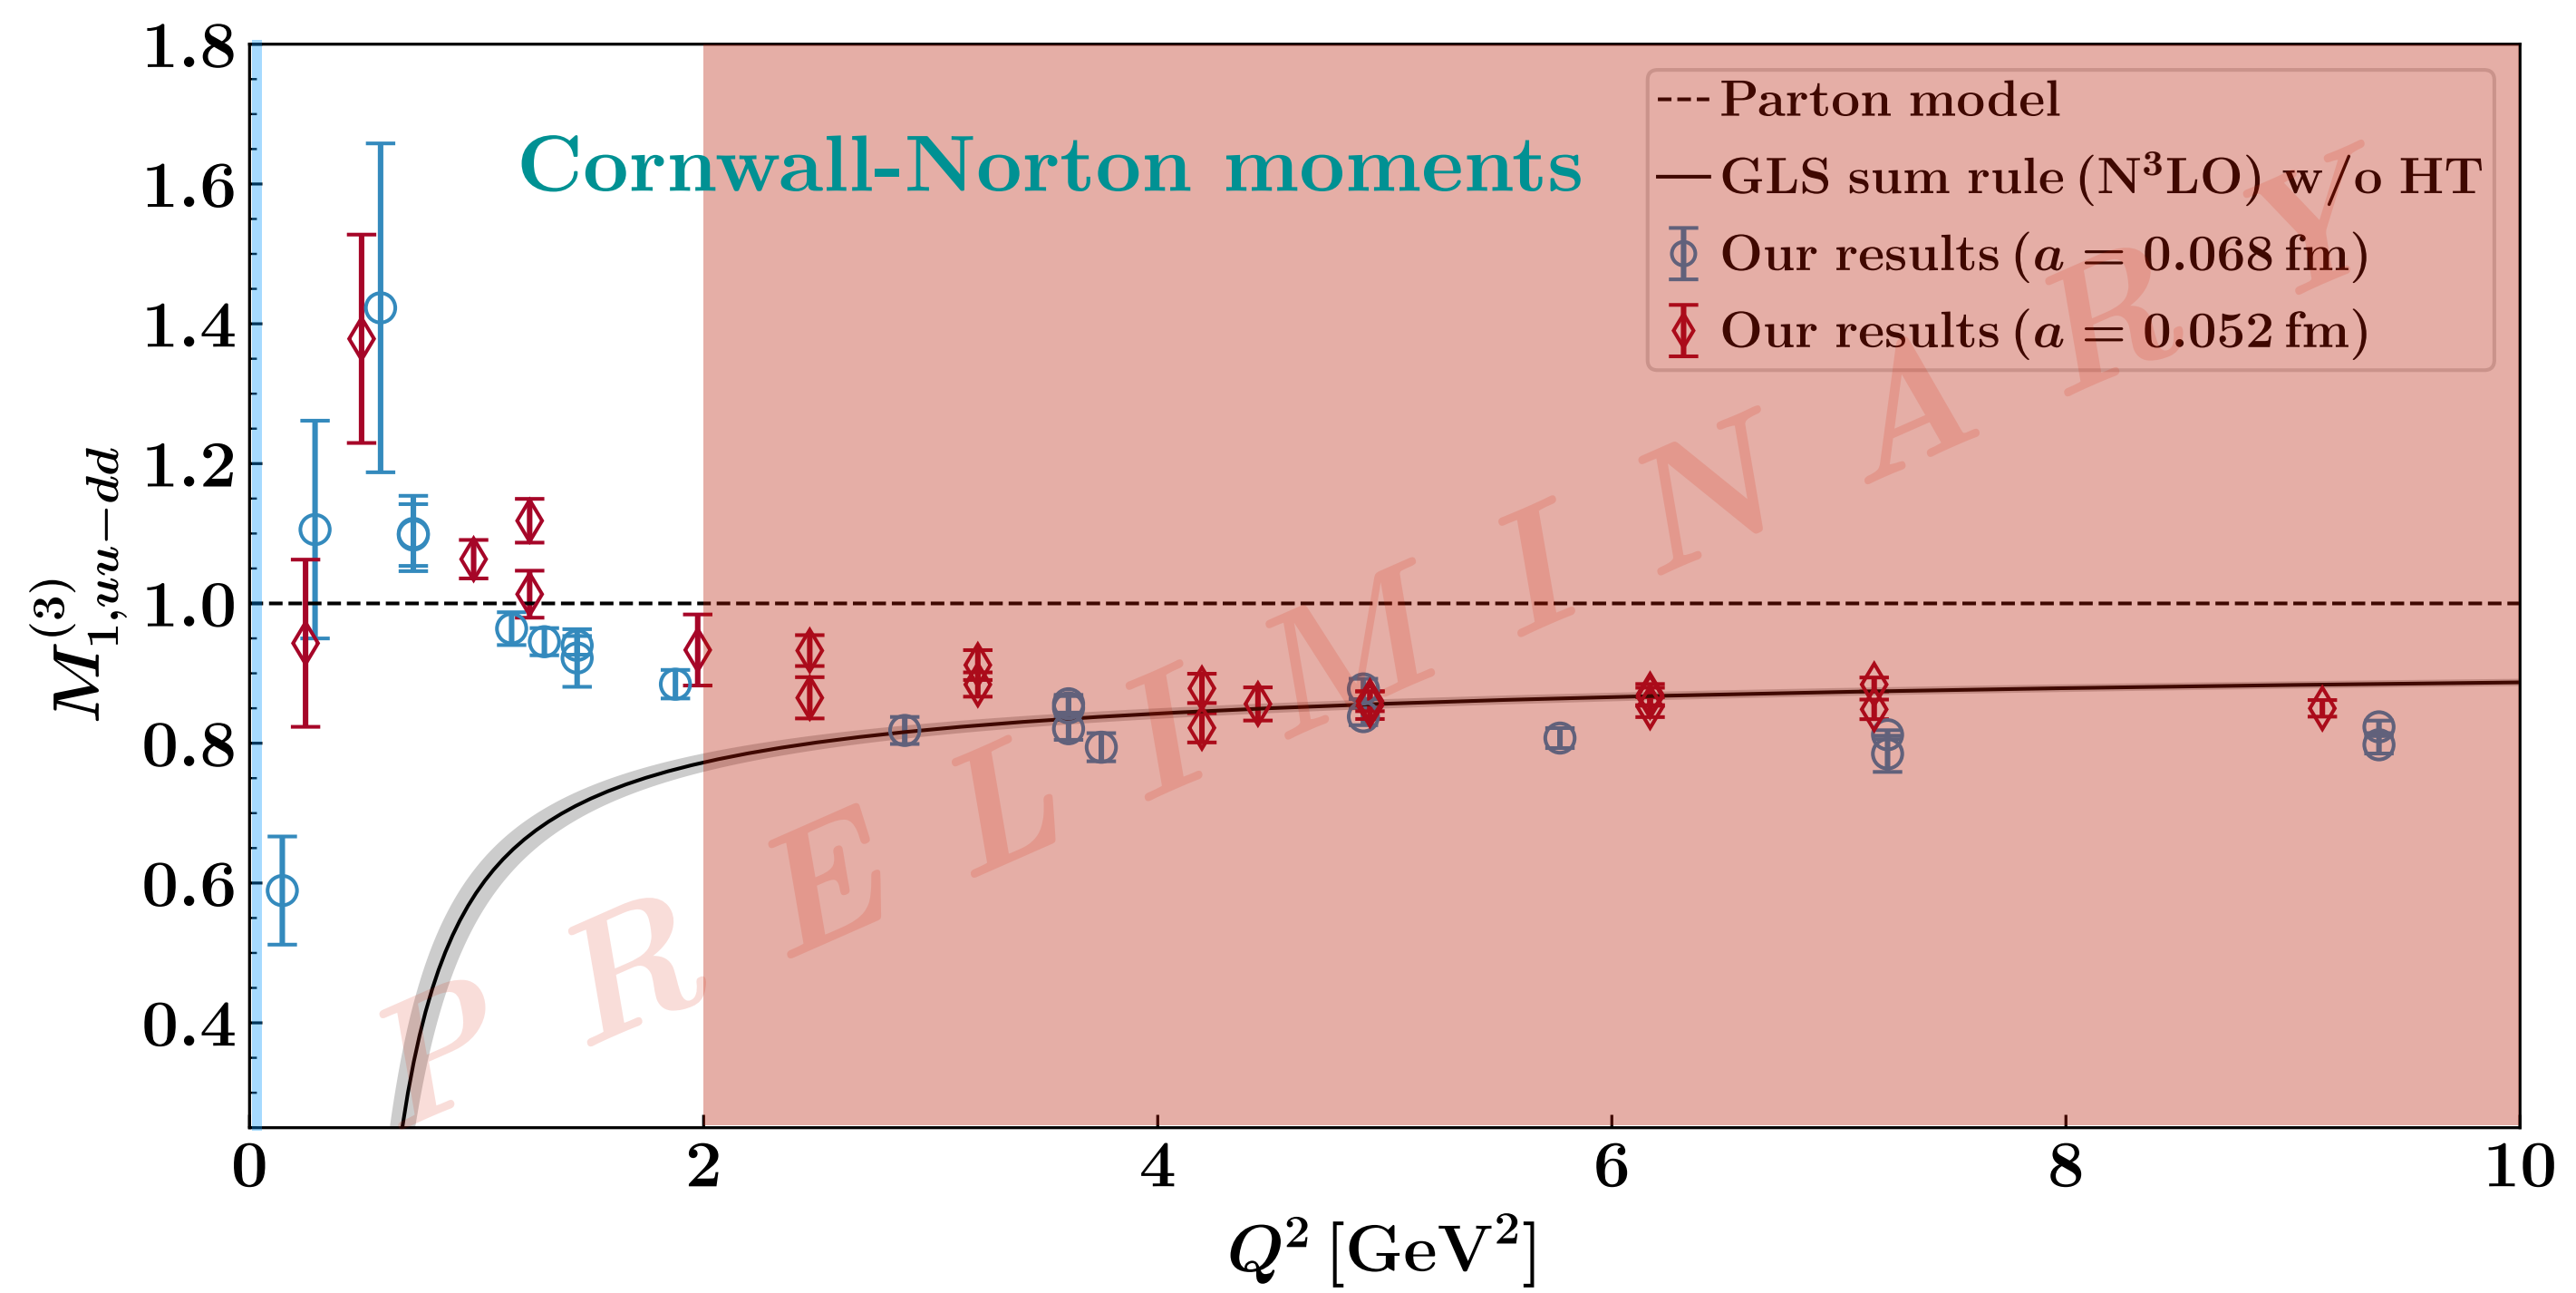 Cornwall-Norton moments
Parton model
GLS sum rule (N³LO) w/o HT
Our results (a = 0.068 fm)
Our results (a = 0.052 fm)
PRELIMINARY
1.8
1.6
1.4
1.2
1.0
0.8
0.6
0.4
M₁,uu−dd⁽³⁾
0 2 4 6 8 10
Q² [GeV²]